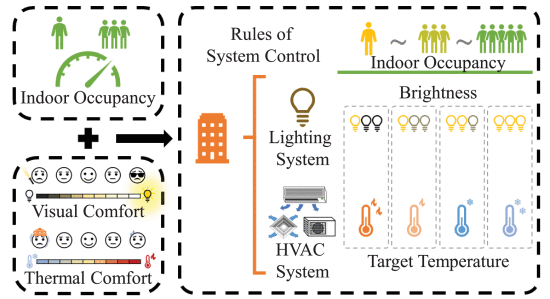 Indoor Occupancy
Visual Comfort
Thermal Comfort
Rules of
System Control
Lighting
System
HVAC
System
Indoor Occupancy
Brightness
Target Temperature